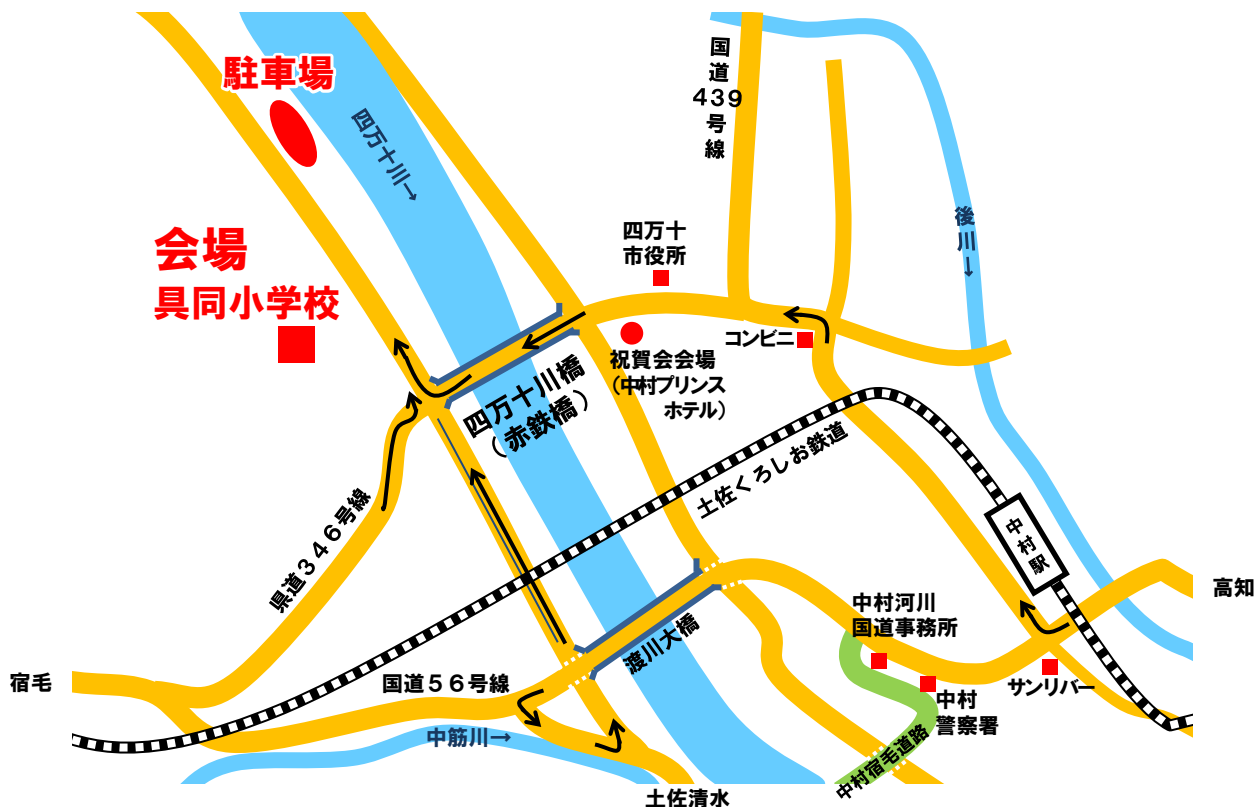 駐車場
会場
具同小学校
四万十川→
国道439号線
後川→
四万十
市役所
コンビニ
祝賀会会場
(中村プリンス
ホテル)
四万十川橋
(赤鉄橋)
土佐くろしお鉄道
県道346号線
中村駅
高知
中村河川
国道事務所
渡川大橋
サンリバー
宿毛
国道56号線
中村
警察署
中筋川→
中村宿毛道路
土佐清水